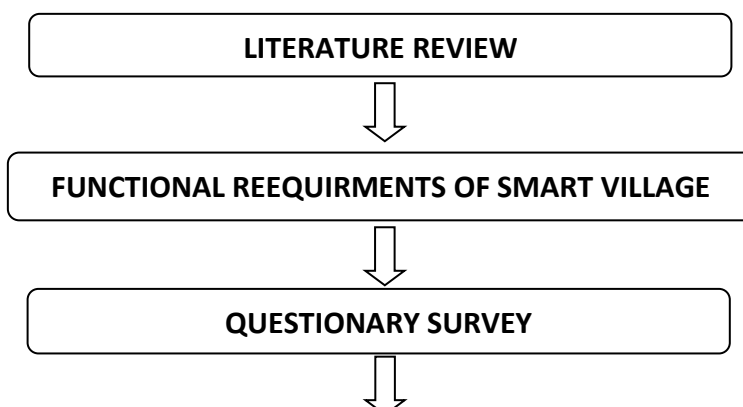 LITERATURE REVIEW
FUNCTIONAL REEQUIRMENTS OF SMART VILLAGE
QUESTIONARY SURVEY